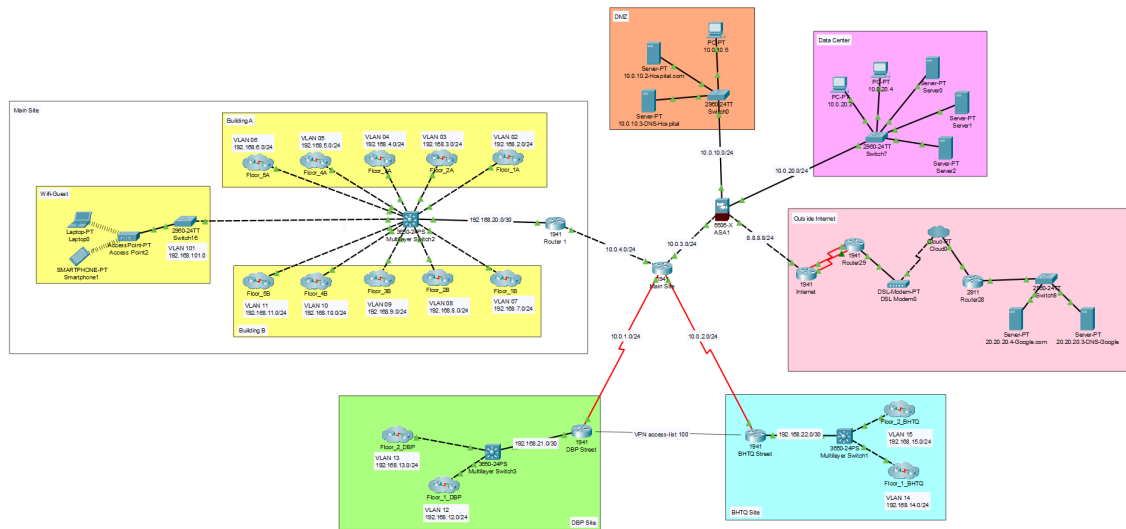 DMZ
PC-PT
10.0.10.5
Server-PT
10.0.10.2-Hospital.com
2960-24TT
Switch0
Server-PT
10.0.10.3-DNS-Hospital
10.0.10.0/24
Data Center
PC-PT
10.0.20.4
Server-PT
Server0
PC-PT
Server-PT
Server1
2960-24TT
Switch7
Server-PT
Server2
10.0.20.0/24
Main Site
Building A
VLAN 06
192.168.6.0/24
Floor_5A
VLAN 05
192.168.5.0/24
Floor_4A
VLAN 04
192.168.4.0/24
VLAN 03
192.168.3.0/24
Floor_2A
VLAN 02
192.168.2.0/24
Floor_1A
Wifi-Guest
Laptop-PT
Laptop0
AccessPoint-PT
Access Point2
SMARTPHONE-PT
Smartphone1
2960-24TT
Switch16
VLAN 101
192.168.101.0
3650-24PS
Multilayer Switch2
192.168.20.0/30
1941
Router 1
Floor_5B
VLAN 11
192.168.11.0/24
Floor_4B
VLAN 10
192.168.10.0/24
Floor_3B
VLAN 09
192.168.9.0/24
Floor_2B
VLAN 08
192.168.8.0/24
Floor_1B
VLAN 07
192.168.7.0/24
Building B
10.0.4.0/24
10.0.3.0/24
5506-X
ASA1
8.8.8.8/24
Main Site
Outside Internet
1941
Internet
1941
Router29
DSL-Modem-PT
DSL Modem0
Cloud-PT
Cloud0
2911
Router28
2960-24TT
Switch8
Server-PT
20.20.20.4-Google.com
Server-PT
20.20.20.3-DNS-Google
10.0.1.0/24
10.0.2.0/24
Floor_2_DBP
VLAN 13
192.168.13.0/24
3650-24PS
Multilayer Switch3
192.168.21.0/30
1941
DBP Street
Floor_1_DBP
VLAN 12
192.168.12.0/24
DBP Site
VPN access-list 100
1941
BHTQ Street
192.168.22.0/30
3650-24PS
Multilayer Switch1
Floor_2_BHTQ
VLAN 15
192.168.15.0/24
Floor_1_BHTQ
VLAN 14
192.168.14.0/24
BHTQ Site